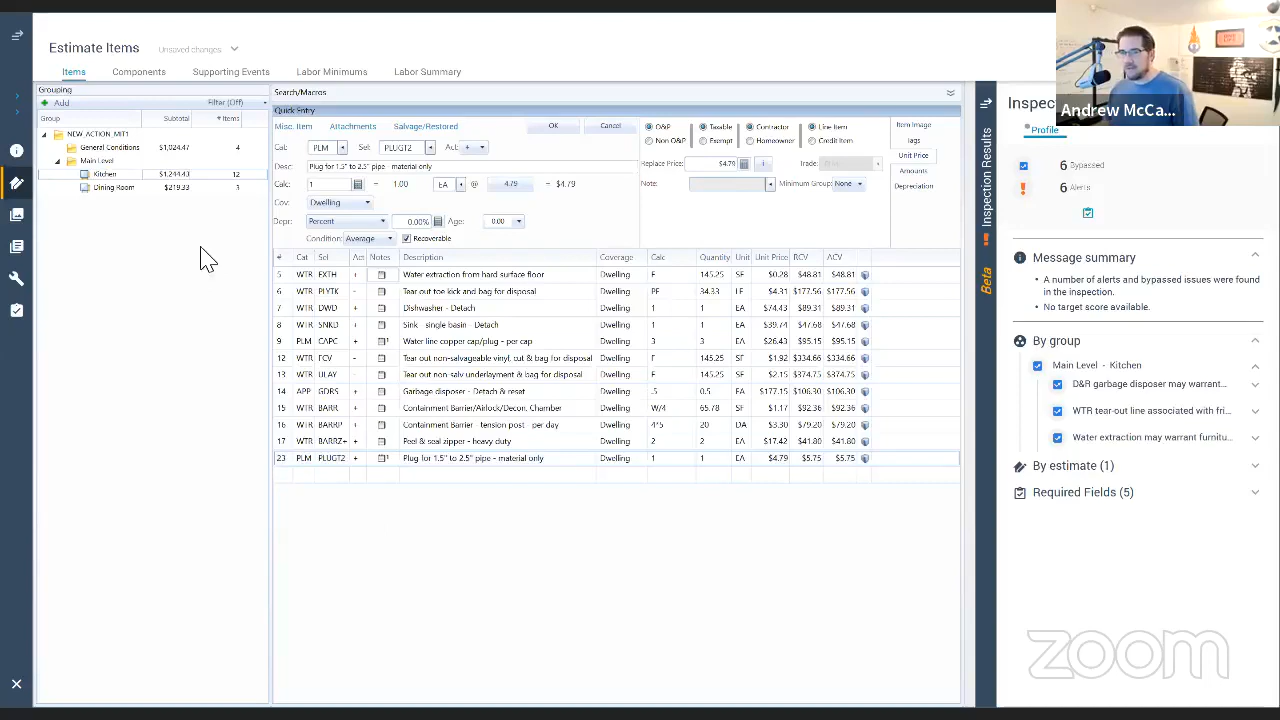 Estimate Items
Unsaved changes
Items Components Supporting Events Labor Minimums Labor Summary
Grouping
Add Filter (Off)
Group Subtotal # Items
NEW_ACTION_MIT1
General Conditions $1,024.47 4
Main Level
Kitchen $1,244.43 12
Dining Room $219.33 1
Search/Macros
Quick Entry
Misc. Item Attachments Salvage/Restored OK Cancel
Cat: PLM Sel: PLUGT2 Act: +
Desc: Plug for 1.5" to 2.5" pipe - material only
Calc: 1 = 1.00 EA @ 4.79 = $4.79
Cov: Dwelling
Depr: Percent 0.00% Age: 0.00
Condition: Average Recoverable
O&P Taxable Contractor Line Item
Non O&P Exempt Homeowner Credit Item
Replace Price: $4.79 Trade:
Note: Minimum Group: None
Item Image
Tags
Unit Price
Amounts
Depreciation
# Cat Sel Act Notes Description Coverage Calc Quantity Unit Unit Price RCV ACV
5 WTR EXTH + Water extraction from hard surface floor Dwelling F 145.25 SF $0.28 $48.81 $48.81
6 WTR PLYTK - Tear out toe kick and bag for disposal Dwelling PF 34.33 LF $4.31 $177.56 $177.56
7 WTR DWD + Dishwasher - Detach Dwelling 1 1 EA $74.43 $89.31 $89.31
8 WTR SNKD + Sink - single basin - Detach Dwelling 1 1 EA $39.74 $47.68 $47.68
9 PLM CAPC + Water line copper cap/plug - per cap Dwelling 3 3 EA $26.43 $95.15 $95.15
12 WTR FCV - Tear out non-salvageable vinyl, cut & bag for disposal Dwelling F 145.25 SF $1.92 $334.66 $334.66
13 WTR ULAY - Tear out non-salv underlayment & bag for disposal Dwelling F 145.25 SF $2.15 $374.75 $374.75
14 APP GDRS + Garbage disposer - Detach & reset Dwelling .5 0.5 EA $177.15 $106.30 $106.30
15 WTR BARR + Containment Barrier/Airlock/Decon. Chamber Dwelling W/4 65.78 SF $1.17 $92.36 $92.36
16 WTR BARRP + Containment Barrier - tension post - per day Dwelling 4*5 20 DA $3.30 $79.20 $79.20
17 WTR BARRZ+ + Peel & seal zipper - heavy duty Dwelling 2 2 EA $17.42 $41.80 $41.80
23 PLM PLUGT2 + Plug for 1.5" to 2.5" pipe - material only Dwelling 1 1 EA $4.79 $5.75 $5.75
Inspection Results
Beta
Inspec
Andrew McCa...
Profile
6 Bypassed
6 Alerts
Message summary
• A number of alerts and bypassed issues were found
in the inspection.
• No target score available.
By group
Main Level - Kitchen
D&R garbage disposer may warrant...
WTR tear-out line associated with fri...
Water extraction may warrant furnitu...
By estimate (1)
Required Fields (5)
zoom